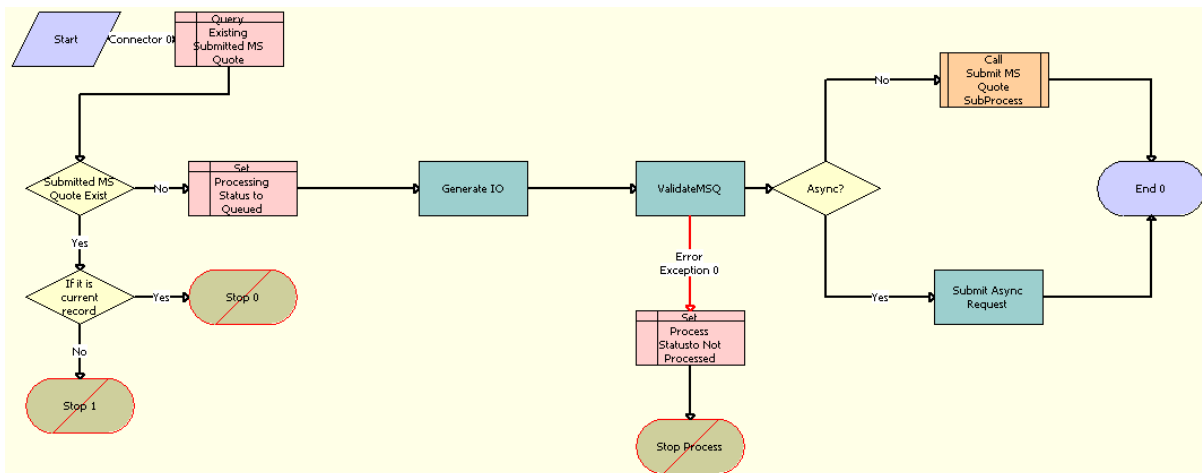 Start
Connector 0
Query
Existing
Submitted MS
Quote
Submitted MS
Quote Exist
No
Set
Processing
Status to
Queued
Generate IO
ValidateMSQ
Async?
No
Call
Submit MS
Quote
SubProcess
End 0
Yes
If it is
current
record
Yes
Stop 0
No
Stop 1
Error
Exception 0
Set
Process
Statusto Not
Processed
Stop Process
Yes
Submit Async
Request